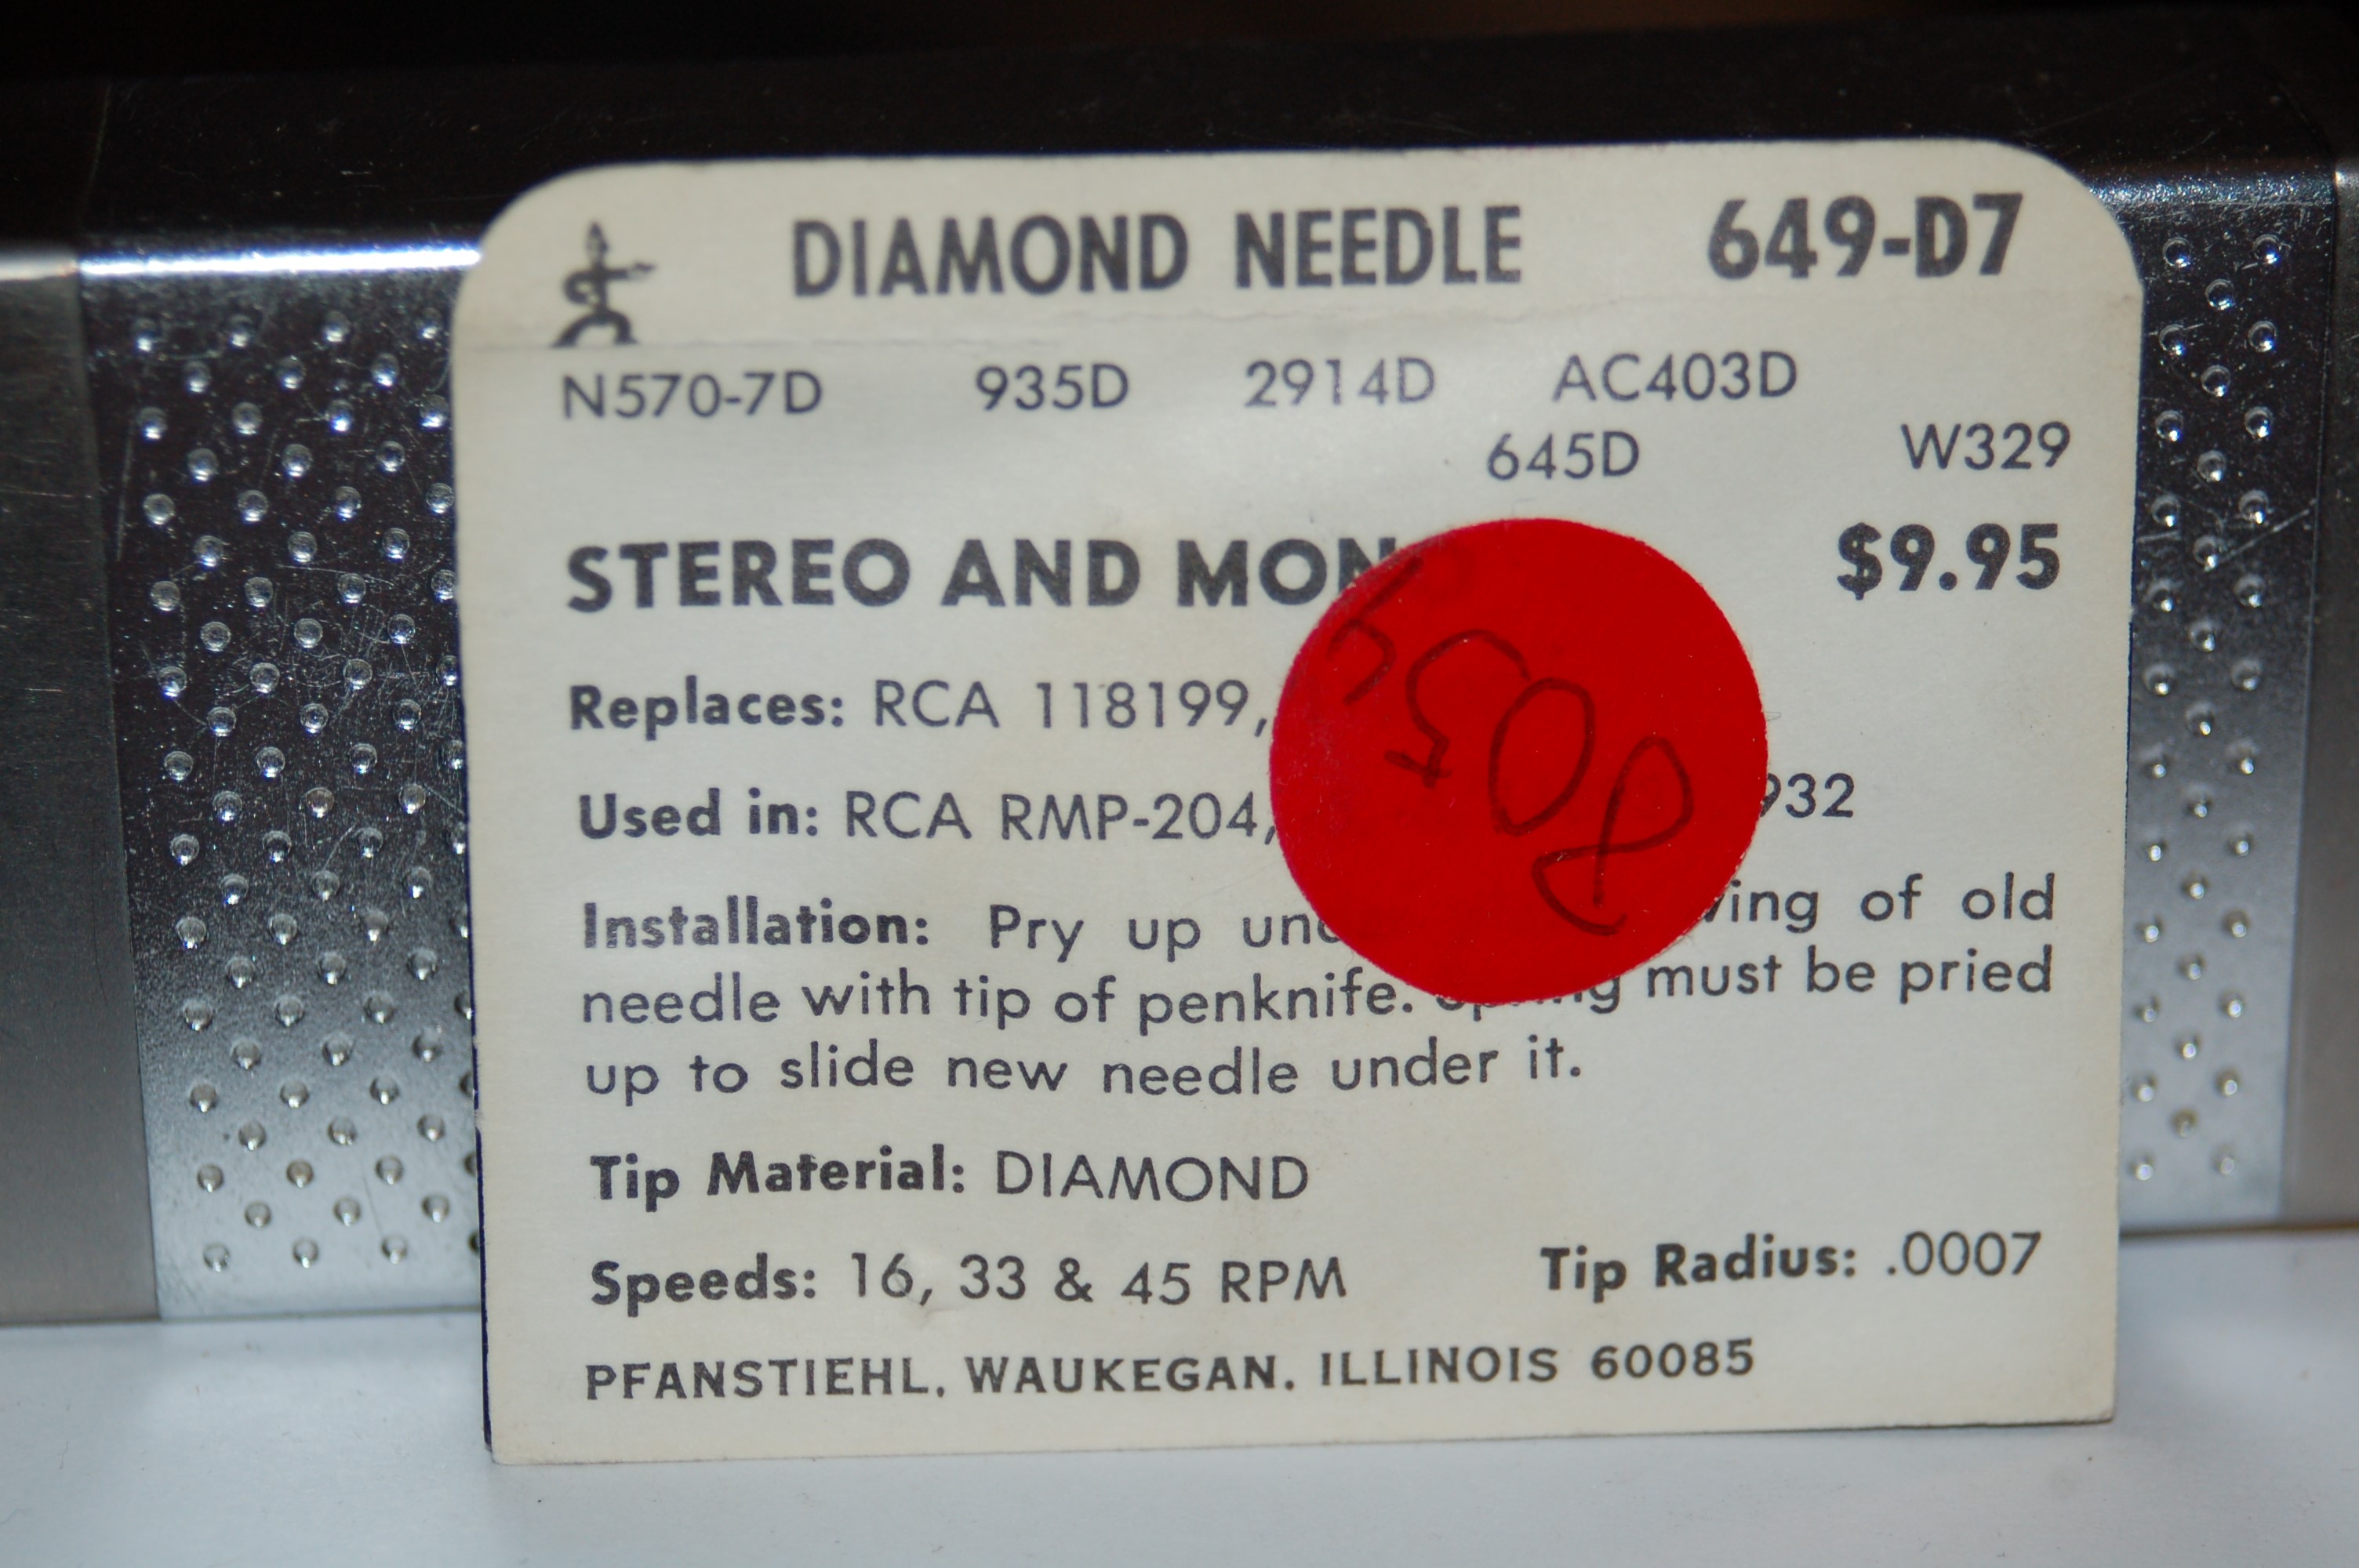 DIAMOND NEEDLE 649-D7
N570-7D 935D 2914D AC403D
645D W329
STEREO AND MON
$9.95
Replaces: RCA 118199,
Used in: RCA RMP-204, 932
Installation: Pry up of old
needle with tip of penknife. must be pried
up to slide new needle under it.
Tip Material: DIAMOND
Speeds: 16, 33 & 45 RPM Tip Radius: .0007
PFANSTIEHL, WAUKEGAN, ILLINOIS 60085